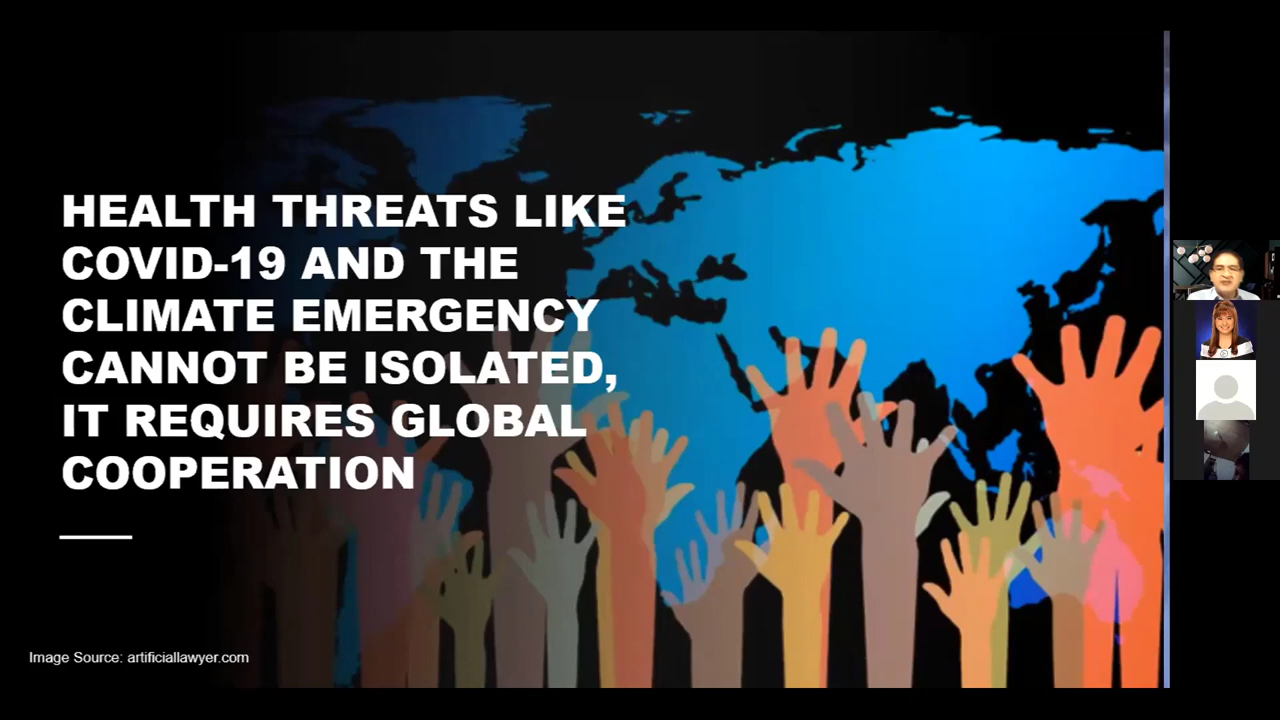 HEALTH THREATS LIKE
COVID-19 AND THE
CLIMATE EMERGENCY
CANNOT BE ISOLATED,
IT REQUIRES GLOBAL
COOPERATION
Image Source: artificiallawyer.com